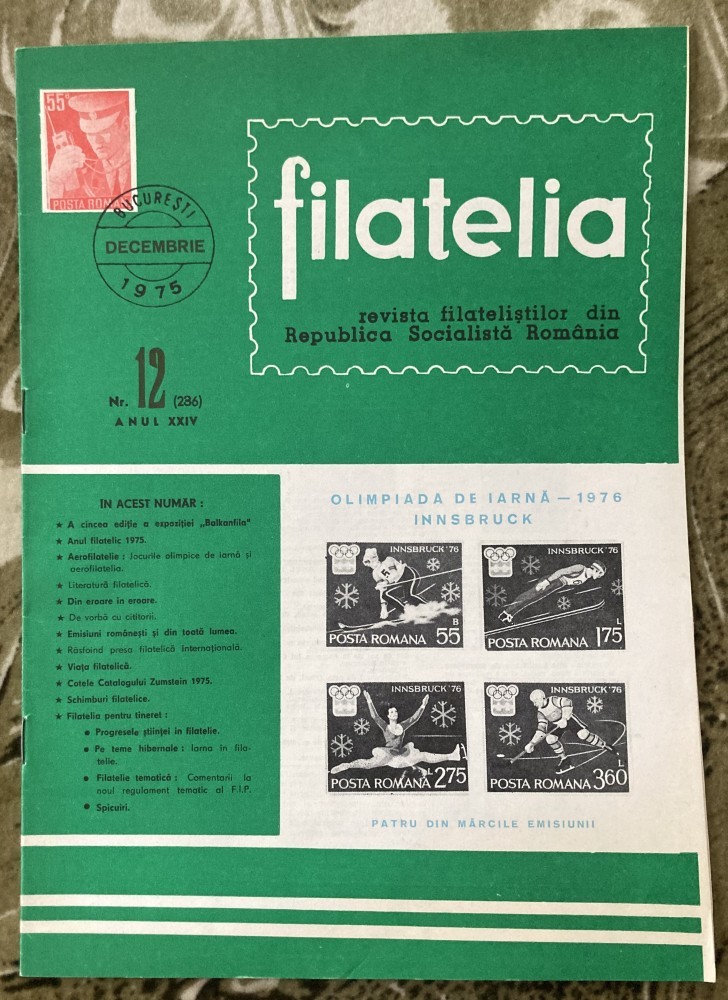 55B
POSTA ROMANA
BUCUREȘTI
DECEMBRIE
1975
filatelia
revista filateliștilor din
Republica Socialistă România
Nr. 12 (286)
ANUL XXIV
IN ACEST NUMĂR :
★ A cincea ediție a expoziției „Balkanfila”
★ Anul filatelic 1975.
★ Aerofilatelie : Jocurile olimpice de iarnă și
aerofilatelia.
★ Literatură filatelică.
★ Din eroare în eroare.
★ De vorbă cu cititorii.
★ Emisiuni românești și din toată lumea.
★ Răsfoind presa filatelică internațională.
★ Viața filatelică.
★ Cotele Catalogului Zumstein 1975.
★ Schimburi filatelice.
★ Filatelia pentru tineret :
● Progresele științei în filatelie.
● Pe teme hibernale : Iarna în fila-
telie.
● Filatelie tematică : Comentarii la
noul regulament tematic al F.I.P.
● Spicuiri.
OLIMPIADA DE IARNĂ — 1976
INNSBRUCK
INNSBRUCK '76
5
B
POSTA ROMANA 55
INNSBRUCK '76
L
POSTA ROMANA 175
INNSBRUCK '76
L
POSTA ROMANA 275
INNSBRUCK '76
L
POSTA ROMANA 360
PATRU DIN MĂRCILE EMISIUNII